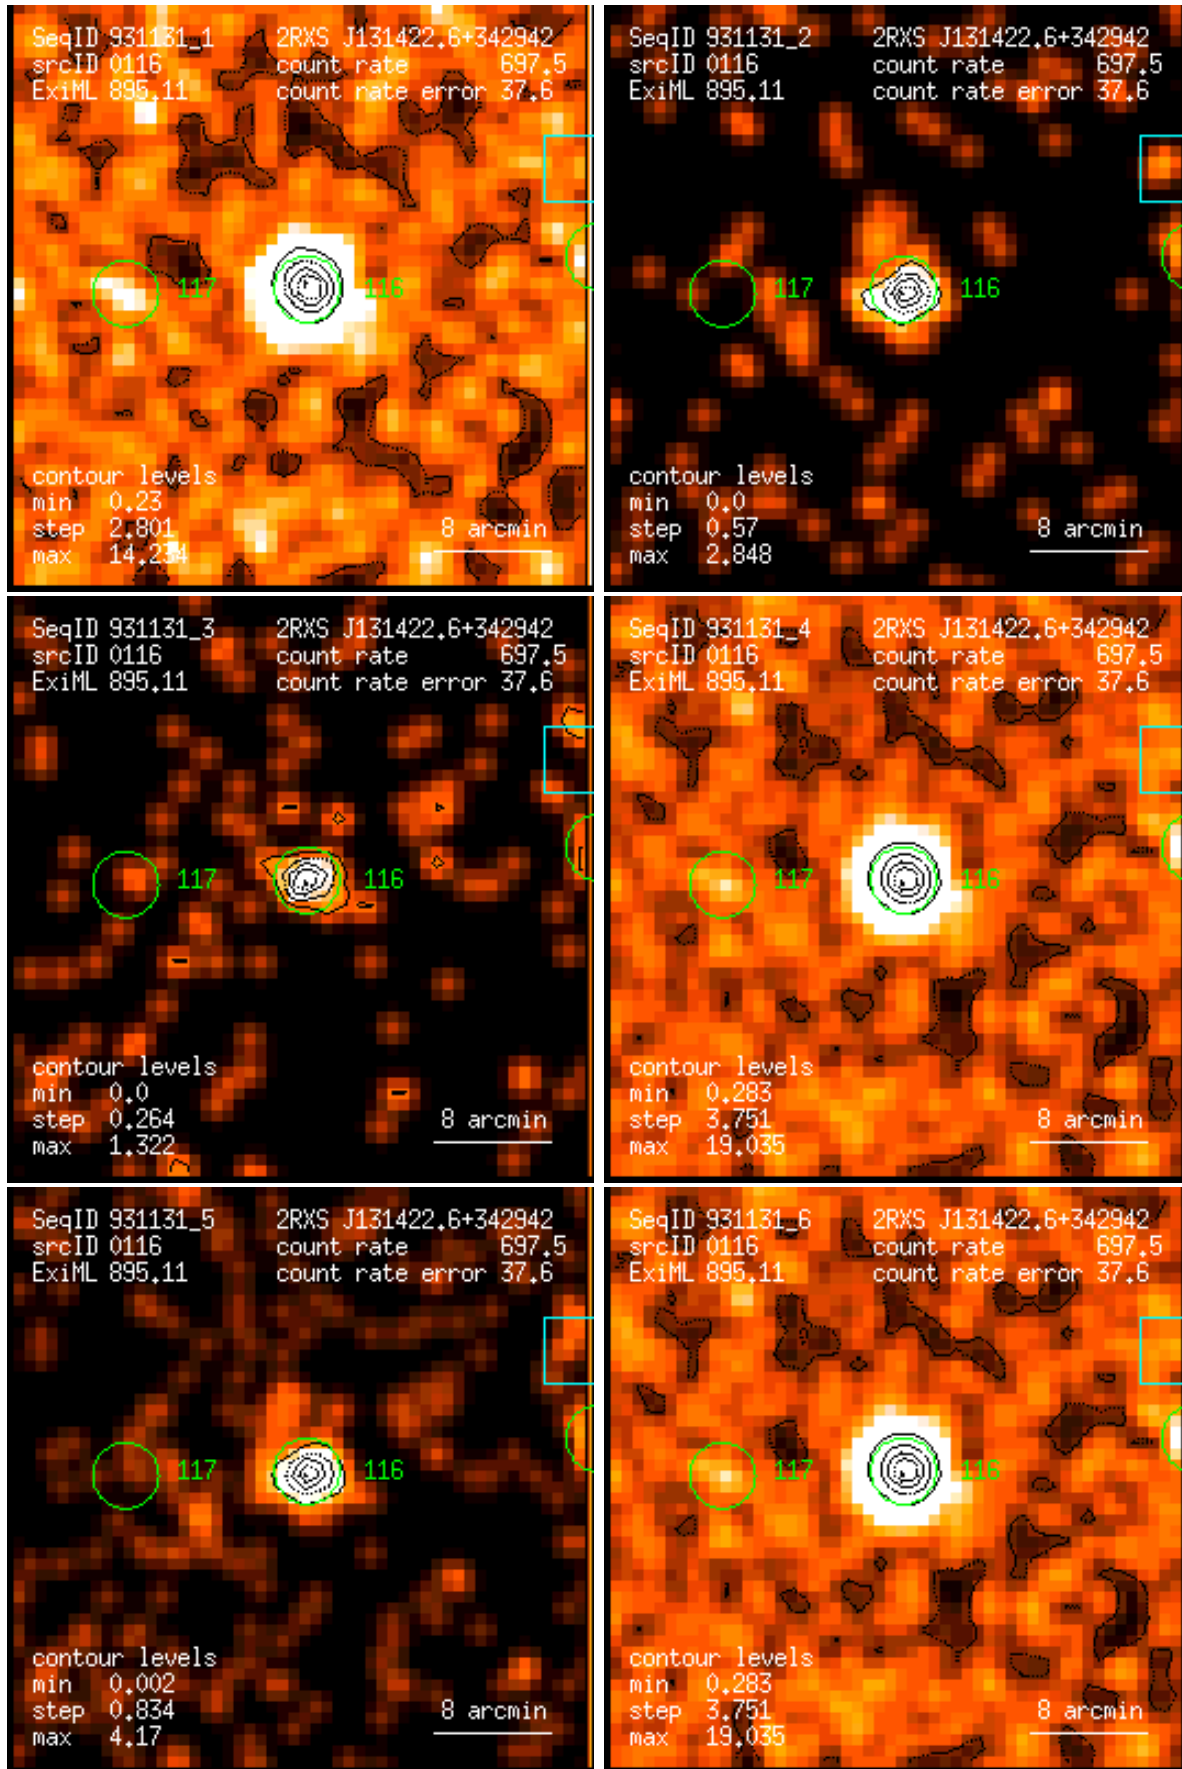 SeqID 931131_1 2RXS J131422.6+342942
srcID 0116 count rate 697.5
ExiML 895.11 count rate error 37.6
117 116
contour levels
min 0.23
step 2.801 8 arcmin
max 14.234
SeqID 931131_2 2RXS J131422.6+342942
srcID 0116 count rate 697.5
ExiML 895.11 count rate error 37.6
117 116
contour levels
min 0.0
step 0.57 8 arcmin
max 2.848
SeqID 931131_3 2RXS J131422.6+342942
srcID 0116 count rate 697.5
ExiML 895.11 count rate error 37.6
117 116
contour levels
min 0.0
step 0.264 8 arcmin
max 1.322
SeqID 931131_4 2RXS J131422.6+342942
srcID 0116 count rate 697.5
ExiML 895.11 count rate error 37.6
117 116
contour levels
min 0.283
step 3.751 8 arcmin
max 19.035
SeqID 931131_5 2RXS J131422.6+342942
srcID 0116 count rate 697.5
ExiML 895.11 count rate error 37.6
117 116
contour levels
min 0.002
step 0.834 8 arcmin
max 4.17
SeqID 931131_6 2RXS J131422.6+342942
srcID 0116 count rate 697.5
ExiML 895.11 count rate error 37.6
117 116
contour levels
min 0.283
step 3.751 8 arcmin
max 19.035